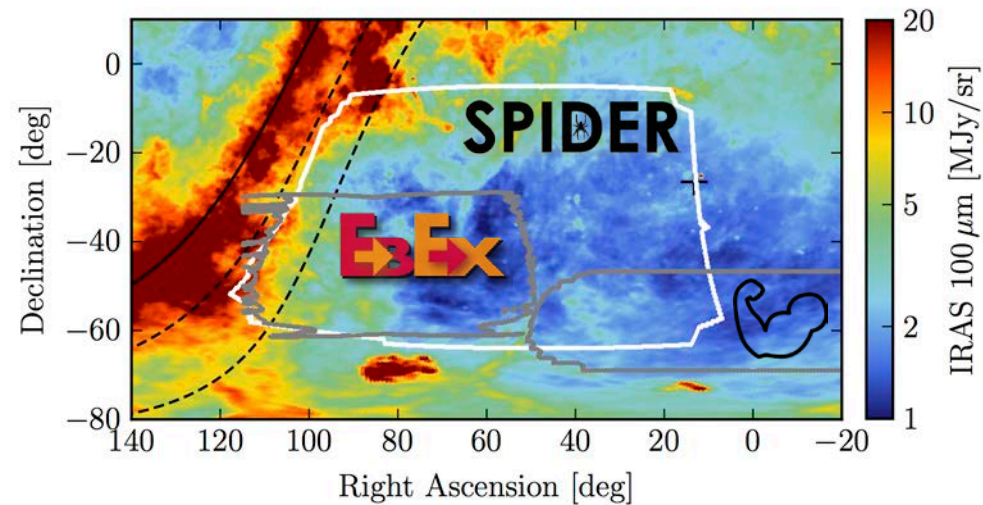 0
−20
−40
−60
−80
Declination [deg]
SPIDER
EBEX
140 120 100 80 60 40 20 0 −20
Right Ascension [deg]
20
10
5
2
1
IRAS 100 μm [MJy/sr]